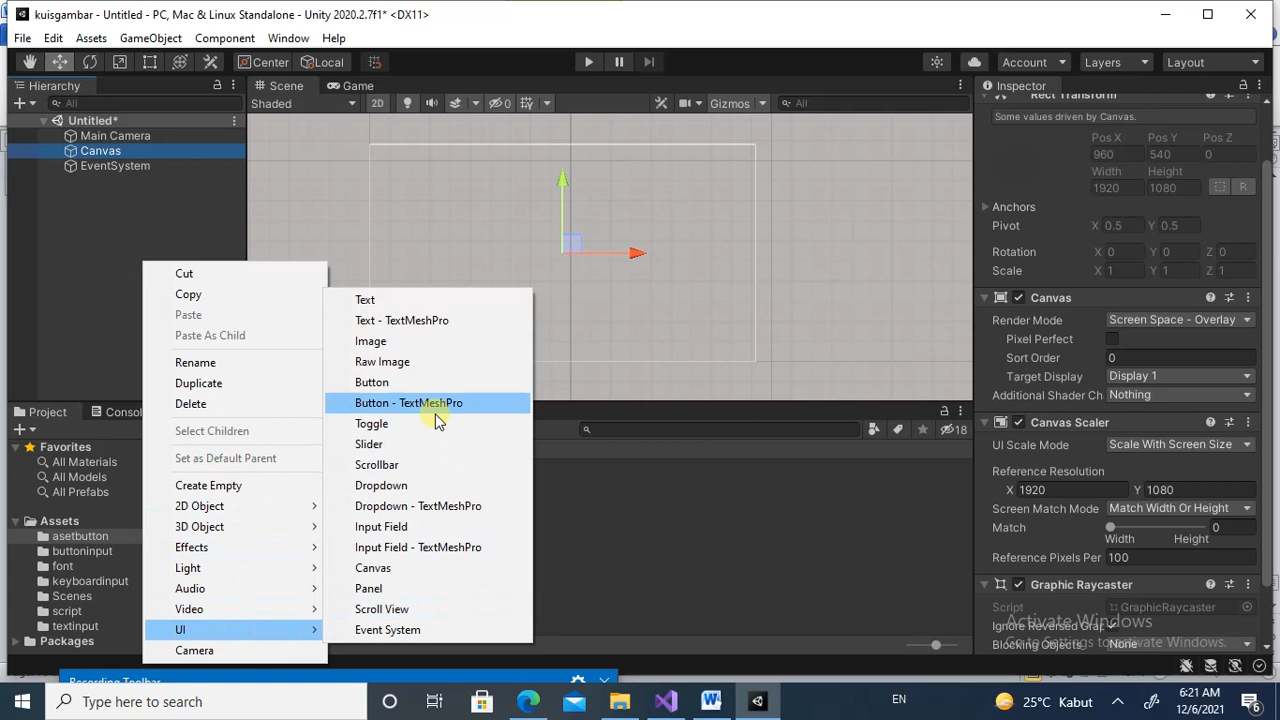 kuisgambar - Untitled - PC, Mac & Linux Standalone - Unity 2020.2.7f1* <DX11>
File Edit Assets GameObject Component Window Help
Center Local Account Layers Layout
Hierarchy Scene Game Inspector
All Shaded 2D 0 Gizmos All
Untitled*
Main Camera
Canvas
EventSystem
Rect Transform
Some values driven by Canvas.
Pos X Pos Y Pos Z
960 540 0
Width Height
1920 1080 R
Anchors
Pivot X 0.5 Y 0.5
Rotation X 0 Y 0 Z 0
Scale X 1 Y 1 Z 1
Canvas
Render Mode Screen Space - Overlay
Pixel Perfect
Sort Order 0
Target Display Display 1
Additional Shader Ch Nothing
Canvas Scaler
UI Scale Mode Scale With Screen Size
Reference Resolution
X 1920 Y 1080
Screen Match Mode Match Width Or Height
Match 0
Width Height
Reference Pixels Per 100
Graphic Raycaster
Script GraphicRaycaster
Ignore Reversed Gra
Blocking Objects
Activate Windows
Go to Settings to activate Windows.
Cut
Copy
Paste
Paste As Child
Rename
Duplicate
Delete
Select Children
Set as Default Parent
Create Empty
2D Object
3D Object
Effects
Light
Audio
Video
UI
Camera
Text
Text - TextMeshPro
Image
Raw Image
Button
Button - TextMeshPro
Toggle
Slider
Scrollbar
Dropdown
Dropdown - TextMeshPro
Input Field
Input Field - TextMeshPro
Canvas
Panel
Scroll View
Event System
Project Consol
18
Favorites
All Materials
All Models
All Prefabs
Assets
asetbutton
buttoninput
font
keyboardinput
Scenes
script
textinput
Packages
Recording Toolbar
Type here to search
25°C Kabut EN 6:21 AM
12/6/2021 6